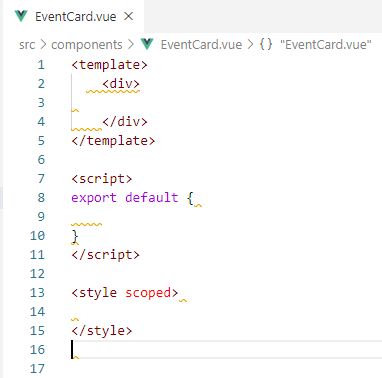 EventCard.vue ×
src > components > EventCard.vue > {} "EventCard.vue"
1 <template>
2     <div>
3
4     </div>
5 </template>
6
7 <script>
8 export default {
9
10 }
11 </script>
12
13 <style scoped>
14
15 </style>
16
17